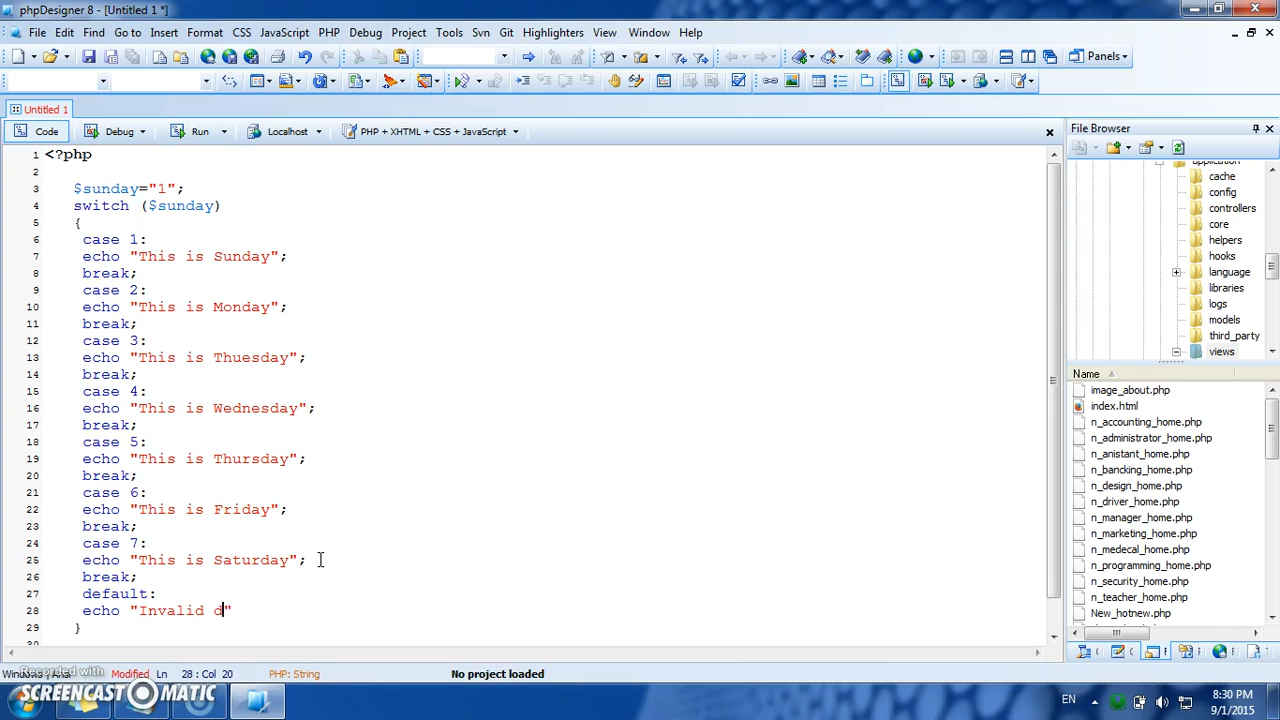 phpDesigner 8 - [Untitled 1 *]
File Edit Find Go to Insert Format CSS JavaScript PHP Debug Project Tools Svn Git Highlighters View Window Help
Panels
Untitled 1
Code Debug Run Localhost PHP + XHTML + CSS + JavaScript
1 <?php
2
3 $sunday="1";
4 switch ($sunday)
5 {
6 case 1:
7 echo "This is Sunday";
8 break;
9 case 2:
10 echo "This is Monday";
11 break;
12 case 3:
13 echo "This is Thuesday";
14 break;
15 case 4:
16 echo "This is Wednesday";
17 break;
18 case 5:
19 echo "This is Thursday";
20 break;
21 case 6:
22 echo "This is Friday";
23 break;
24 case 7:
25 echo "This is Saturday";
26 break;
27 default:
28 echo "Invalid d"
29 }
30
File Browser
application
cache
config
controllers
core
helpers
hooks
language
libraries
logs
models
third_party
views
Name
image_about.php
index.html
n_accounting_home.php
n_administrator_home.php
n_anistant_home.php
n_bancking_home.php
n_design_home.php
n_driver_home.php
n_manager_home.php
n_marketing_home.php
n_medecal_home.php
n_programming_home.php
n_security_home.php
n_teacher_home.php
New_hotnew.php
Modified Ln 28 : Col 20 PHP: String No project loaded
Recorded with
SCREENCAST-O-MATIC
EN
8:30 PM
9/1/2015